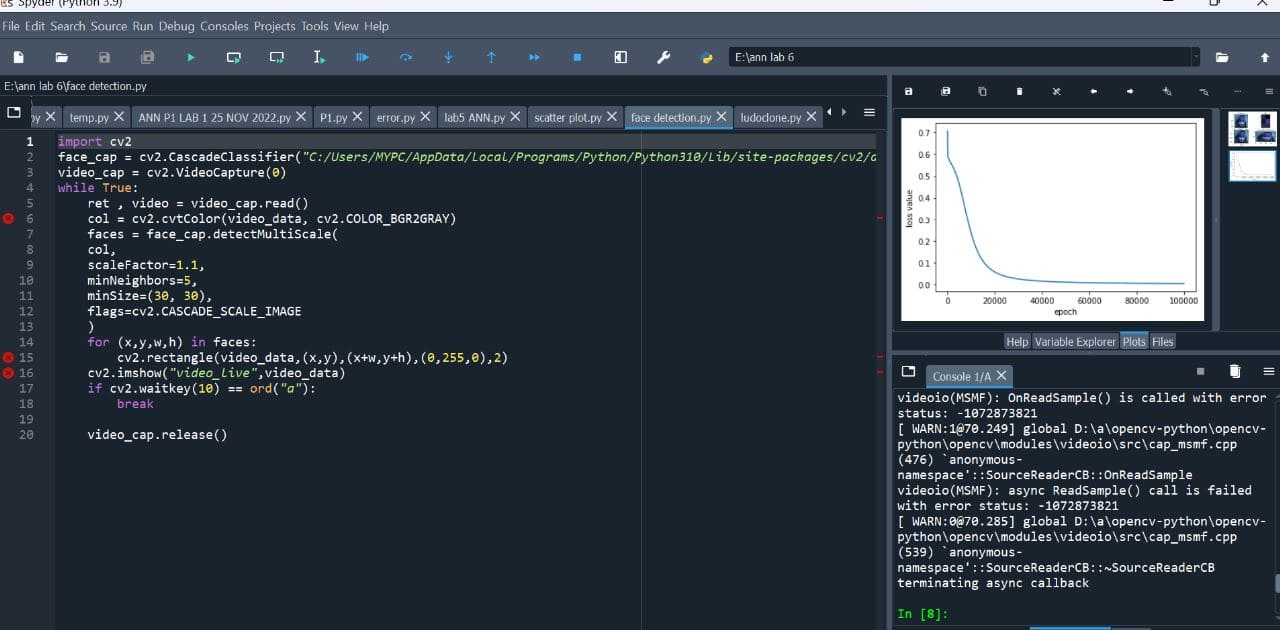 Spyder (Python 3.9)
File Edit Search Source Run Debug Consoles Projects Tools View Help
E:\ann lab 6
E:\ann lab 6\face detection.py
py temp.py ANN P1 LAB 1 25 NOV 2022.py P1.py error.py lab5 ANN.py scatter plot.py face detection.py ludoclone.py
1 import cv2
2 face_cap = cv2.CascadeClassifier("C:/Users/MYPC/AppData/Local/Programs/Python/Python310/Lib/site-packages/cv2/d
3 video_cap = cv2.VideoCapture(0)
4 while True:
5 ret , video = video_cap.read()
6 col = cv2.cvtColor(video_data, cv2.COLOR_BGR2GRAY)
7 faces = face_cap.detectMultiScale(
8 col,
9 scaleFactor=1.1,
10 minNeighbors=5,
11 minSize=(30, 30),
12 flags=cv2.CASCADE_SCALE_IMAGE
13 )
14 for (x,y,w,h) in faces:
15 cv2.rectangle(video_data,(x,y),(x+w,y+h),(0,255,0),2)
16 cv2.imshow("video_live",video_data)
17 if cv2.waitkey(10) == ord("a"):
18 break
19
20 video_cap.release()
0.7
0.6
0.5
0.4
0.3
0.2
0.1
0.0
loss value
0 20000 40000 60000 80000 100000
epoch
Help Variable Explorer Plots Files
Console 1/A
videoio(MSMF): OnReadSample() is called with error
status: -1072873821
[ WARN:1@70.249] global D:\a\opencv-python\opencv-
python\opencv\modules\videoio\src\cap_msmf.cpp
(476) `anonymous-
namespace'::SourceReaderCB::OnReadSample
videoio(MSMF): async ReadSample() call is failed
with error status: -1072873821
[ WARN:0@70.285] global D:\a\opencv-python\opencv-
python\opencv\modules\videoio\src\cap_msmf.cpp
(539) `anonymous-
namespace'::SourceReaderCB::~SourceReaderCB
terminating async callback
In [8]: